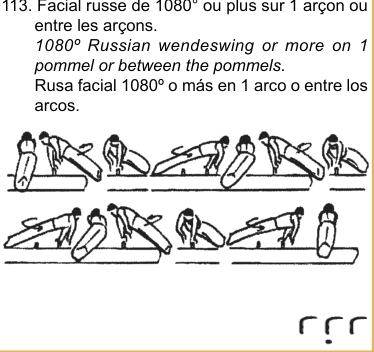 113. Facial russe de 1080° ou plus sur 1 arçon ou
entre les arçons.
1080º Russian wendeswing or more on 1
pommel or between the pommels.
Rusa facial 1080º o más en 1 arco o entre los
arcos.